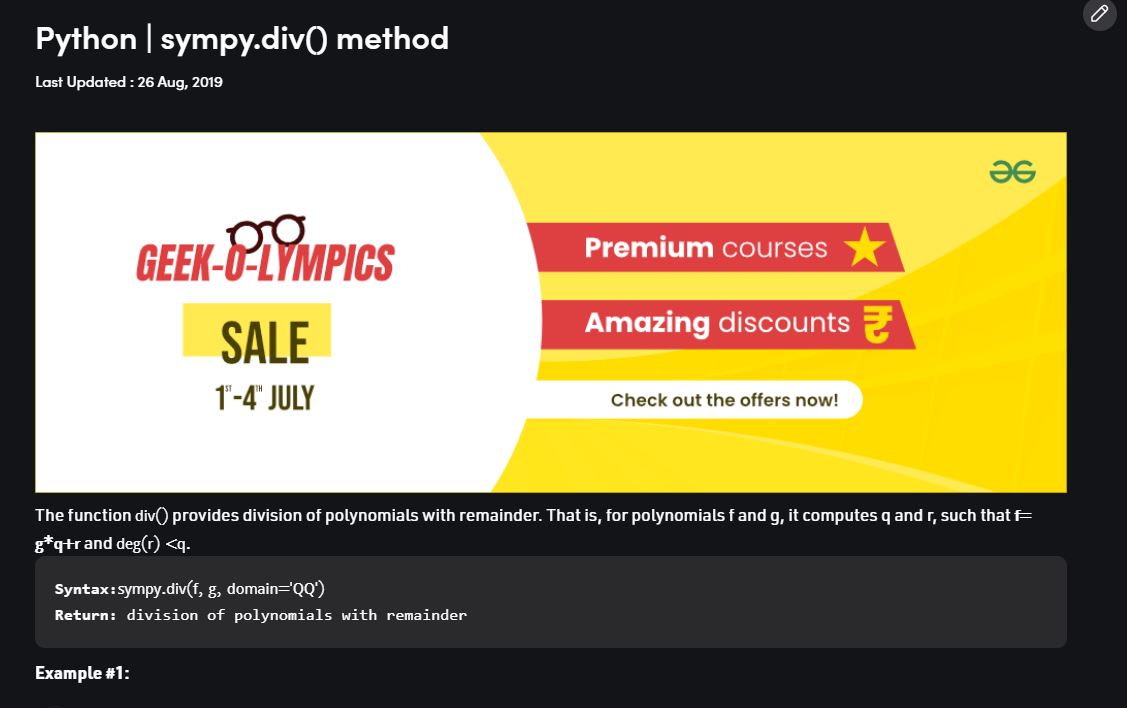 Python | sympy.div() method
Last Updated : 26 Aug, 2019
GEEK-O-LYMPICS
SALE
1ST-4TH JULY
Premium courses
Amazing discounts ₹
Check out the offers now!
The function div() provides division of polynomials with remainder. That is, for polynomials f and g, it computes q and r, such that f=
g*q+r and deg(r) <q.
Syntax:sympy.div(f, g, domain='QQ')
Return: division of polynomials with remainder
Example #1: